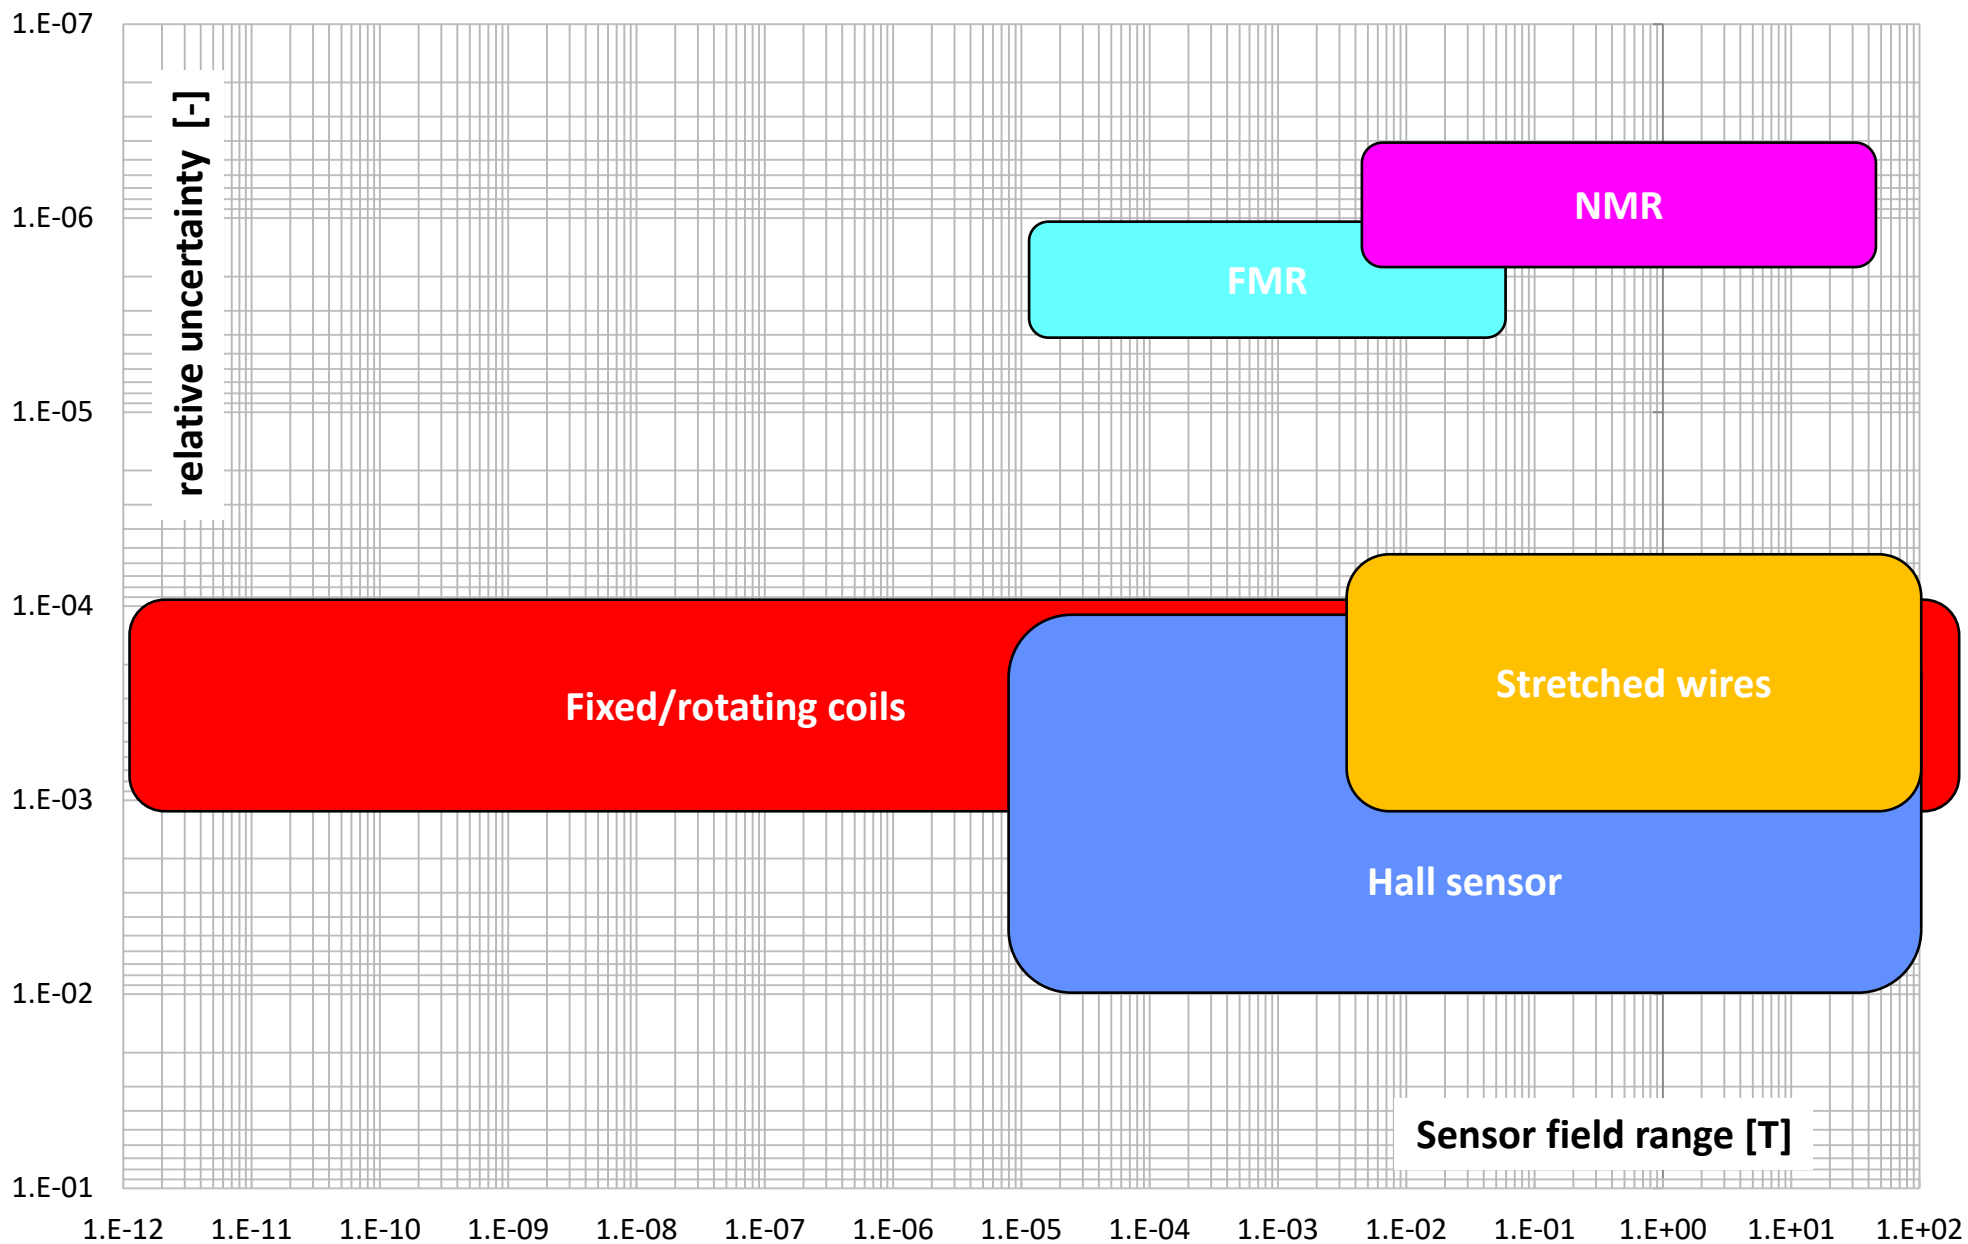 1.E-07
relative uncertainty [-]
NMR
1.E-06
FMR
1.E-05
1.E-04
Stretched wires
Fixed/rotating coils
1.E-03
Hall sensor
1.E-02
Sensor field range [T]
1.E-01
1.E-12 1.E-11 1.E-10 1.E-09 1.E-08 1.E-07 1.E-06 1.E-05 1.E-04 1.E-03 1.E-02 1.E-01 1.E+00 1.E+01 1.E+02